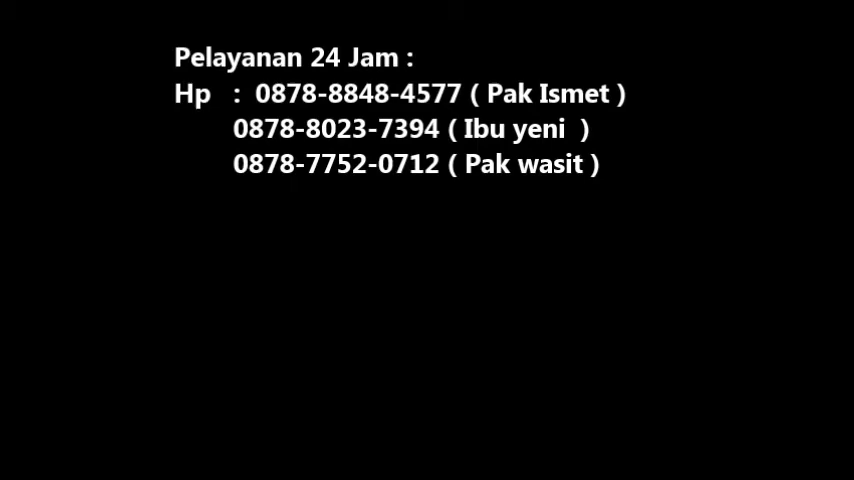 Pelayanan 24 Jam :
Hp : 0878-8848-4577 ( Pak Ismet )
0878-8023-7394 ( Ibu yeni )
0878-7752-0712 ( Pak wasit )